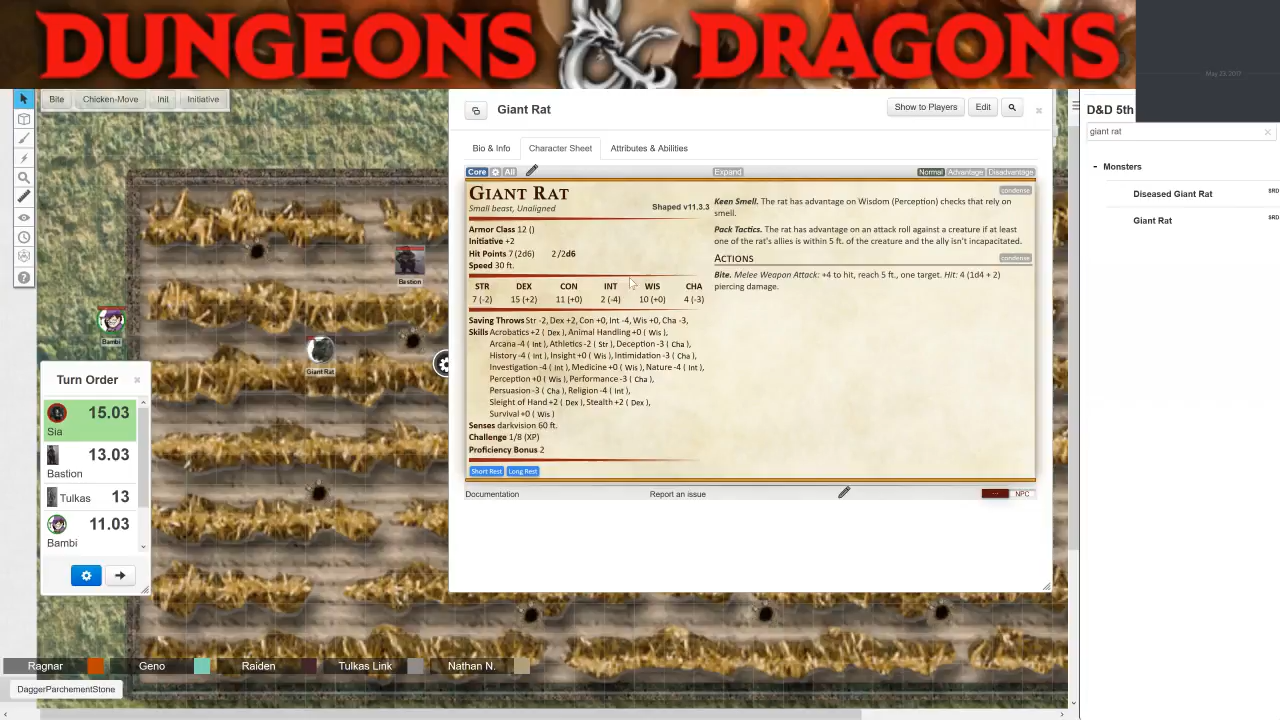 DUNGEONS & DRAGONS
May 23, 2017
Bite
Chicken-Move
Init
Initiative
Bastion
Bambi
Giant Rat
Turn Order ×
15.03
Sia
13.03
Bastion
Tulkas 13
11.03
Bambi
Giant Rat
Show to Players
Edit
×
Bio & Info
Character Sheet
Attributes & Abilities
Core
All
Expand
Normal Advantage Disadvantage
GIANT RAT
Small beast, Unaligned
Shaped v11.3.3
Armor Class 12 ()
Initiative +2
Hit Points 7 (2d6) 2 /2d6
Speed 30 ft.
STR DEX CON INT WIS CHA
7 (-2) 15 (+2) 11 (+0) 2 (-4) 10 (+0) 4 (-3)
Saving Throws Str -2, Dex +2, Con +0, Int -4, Wis +0, Cha -3,
Skills Acrobatics +2 ( Dex), Animal Handling +0 ( Wis),
Arcana -4 ( Int), Athletics -2 ( Str), Deception -3 ( Cha),
History -4 ( Int), Insight +0 ( Wis), Intimidation -3 ( Cha),
Investigation -4 ( Int), Medicine +0 ( Wis), Nature -4 ( Int),
Perception +0 ( Wis), Performance -3 ( Cha),
Persuasion -3 ( Cha), Religion -4 ( Int),
Sleight of Hand +2 ( Dex), Stealth +2 ( Dex),
Survival +0 ( Wis)
Senses darkvision 60 ft.
Challenge 1/8 (XP)
Proficiency Bonus 2
Short Rest Long Rest
condense
Keen Smell. The rat has advantage on Wisdom (Perception) checks that rely on
smell.
Pack Tactics. The rat has advantage on an attack roll against a creature if at least
one of the rat's allies is within 5 ft. of the creature and the ally isn't incapacitated.
ACTIONS
condense
Bite. Melee Weapon Attack: +4 to hit, reach 5 ft., one target. Hit: 4 (1d4 + 2)
piercing damage.
Documentation
Report an issue
... NPC
D&D 5th
giant rat ×
- Monsters
Diseased Giant Rat SRD
Giant Rat SRD
Ragnar
Geno
Raiden
Tulkas Link
Nathan N.
DaggerParchementStone